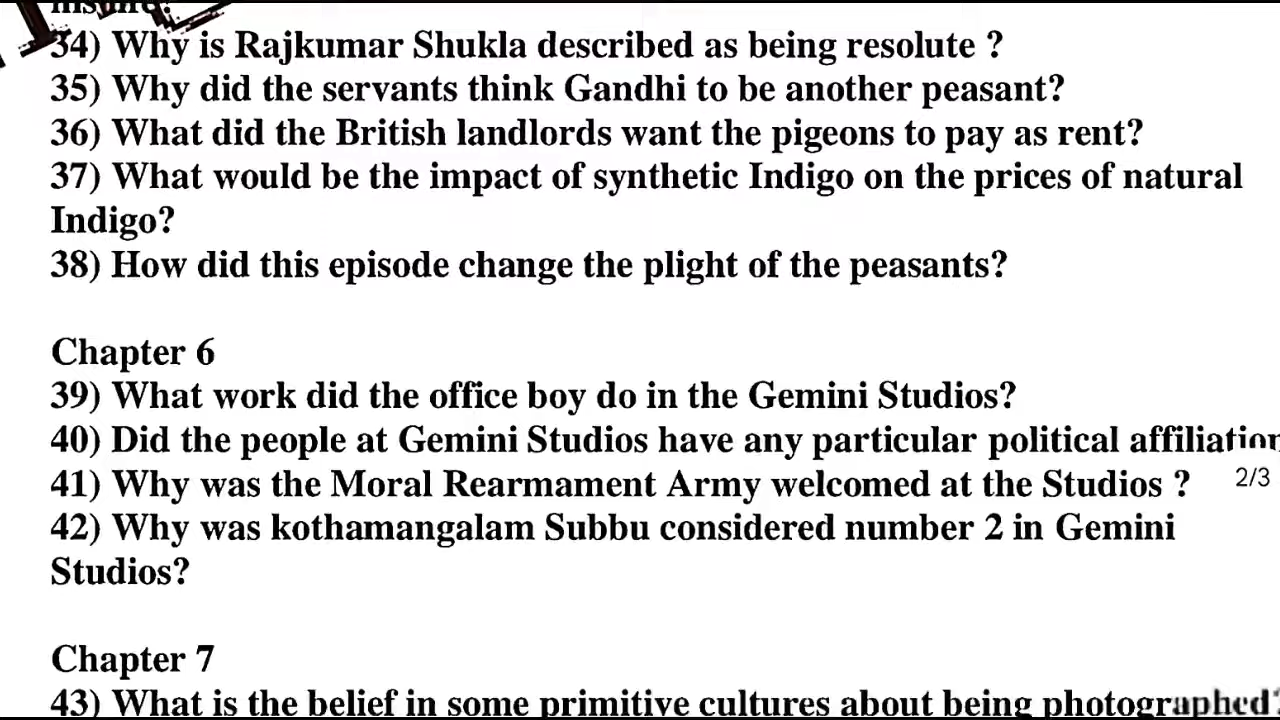 34) Why is Rajkumar Shukla described as being resolute ?
35) Why did the servants think Gandhi to be another peasant?
36) What did the British landlords want the pigeons to pay as rent?
37) What would be the impact of synthetic Indigo on the prices of natural
Indigo?
38) How did this episode change the plight of the peasants?
Chapter 6
39) What work did the office boy do in the Gemini Studios?
40) Did the people at Gemini Studios have any particular political affiliation
41) Why was the Moral Rearmament Army welcomed at the Studios ?
2/3
42) Why was kothamangalam Subbu considered number 2 in Gemini
Studios?
Chapter 7
43) What is the belief in some primitive cultures about being photographed?